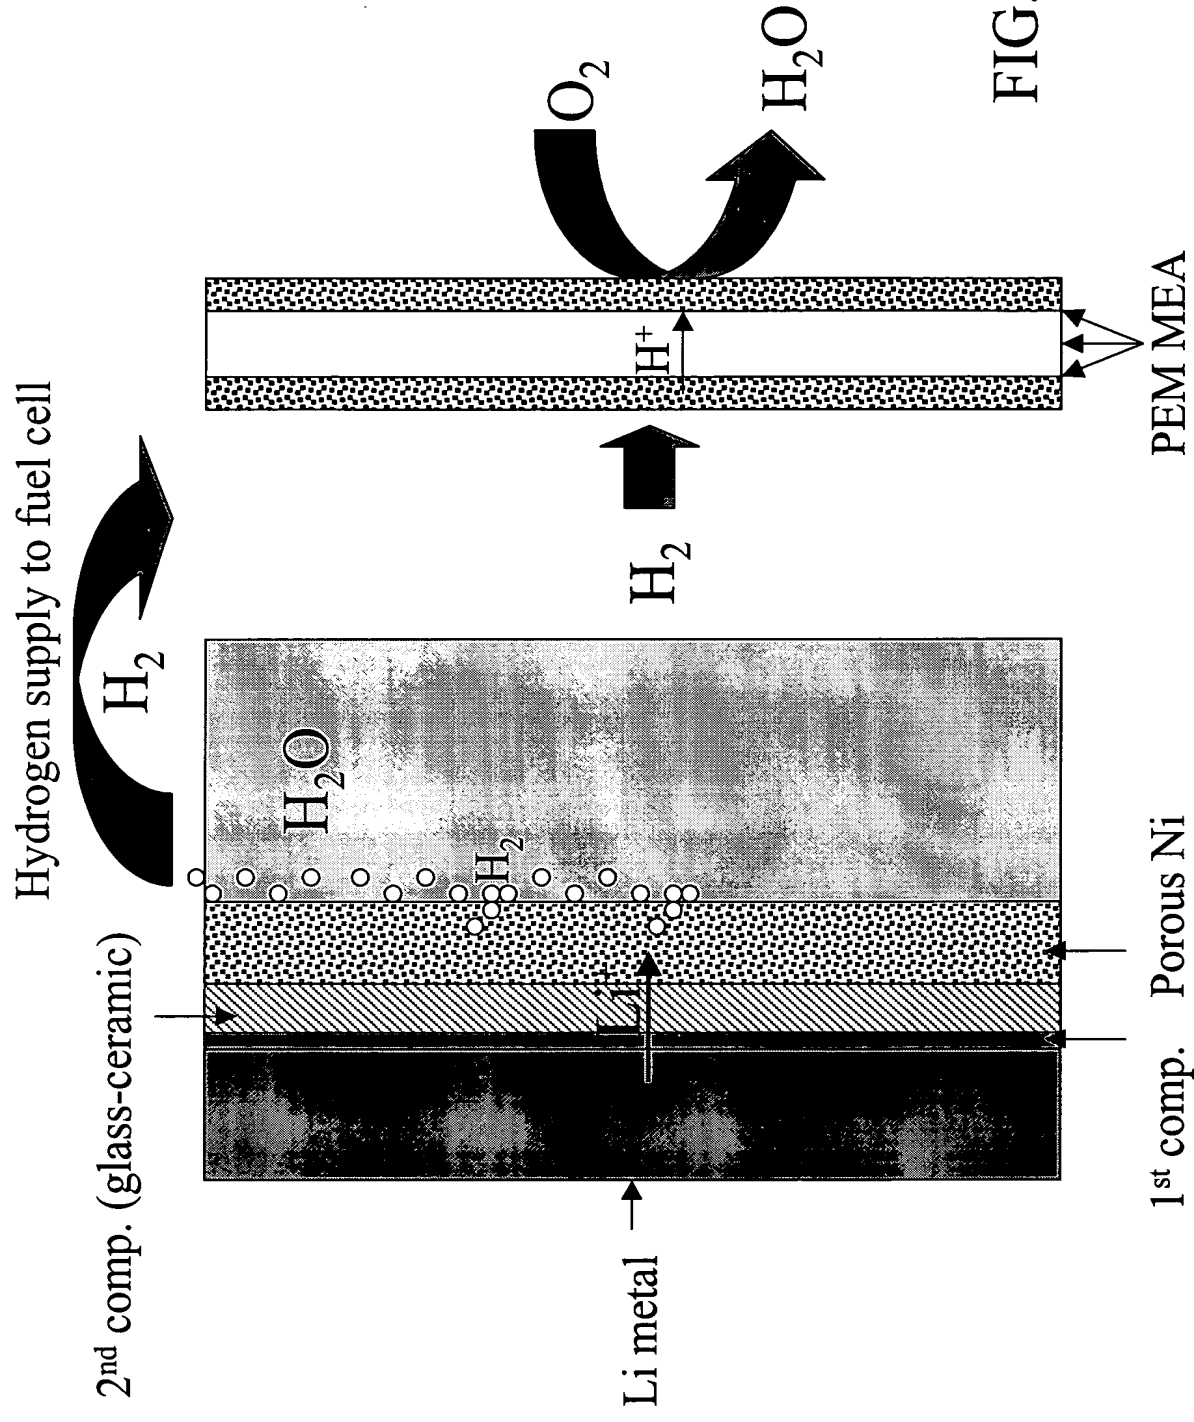 Hydrogen supply to fuel cell
H₂
2nd comp. (glass-ceramic)
H₂O
H₂
O₂
Li⁺
H₂
H⁺
H₂O
Li metal
1st comp.
Porous Ni
PEM MEA
FIG.